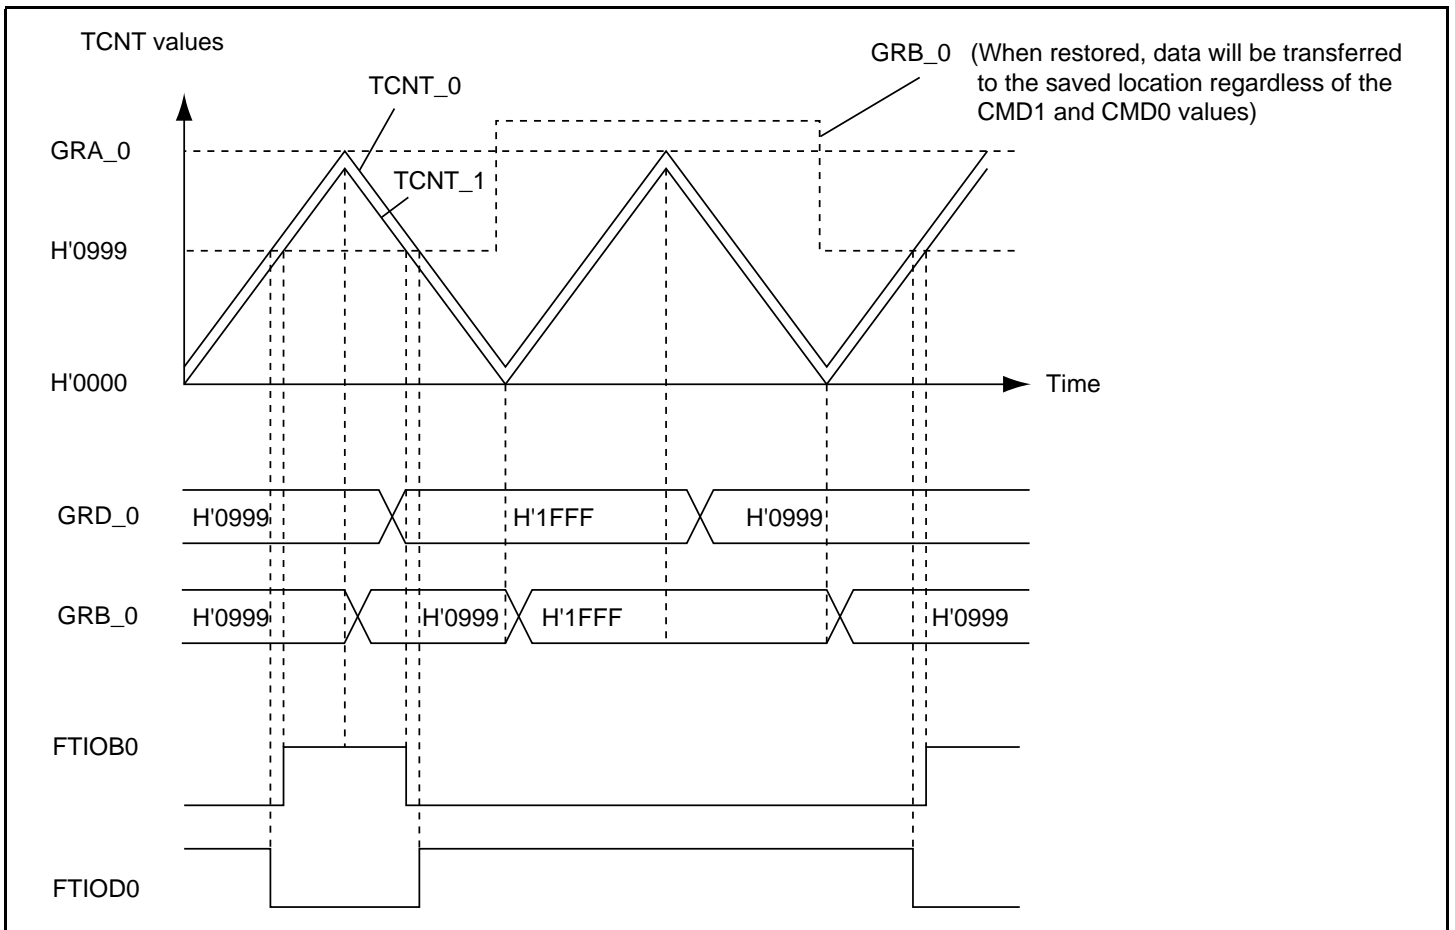 TCNT values
GRB_0 (When restored, data will be transferred
to the saved location regardless of the
CMD1 and CMD0 values)
TCNT_0
GRA_0
TCNT_1
H'0999
H'0000
Time
GRD_0 H'0999 H'1FFF H'0999
GRB_0 H'0999 H'0999 H'1FFF H'0999
FTIOB0
FTIOD0